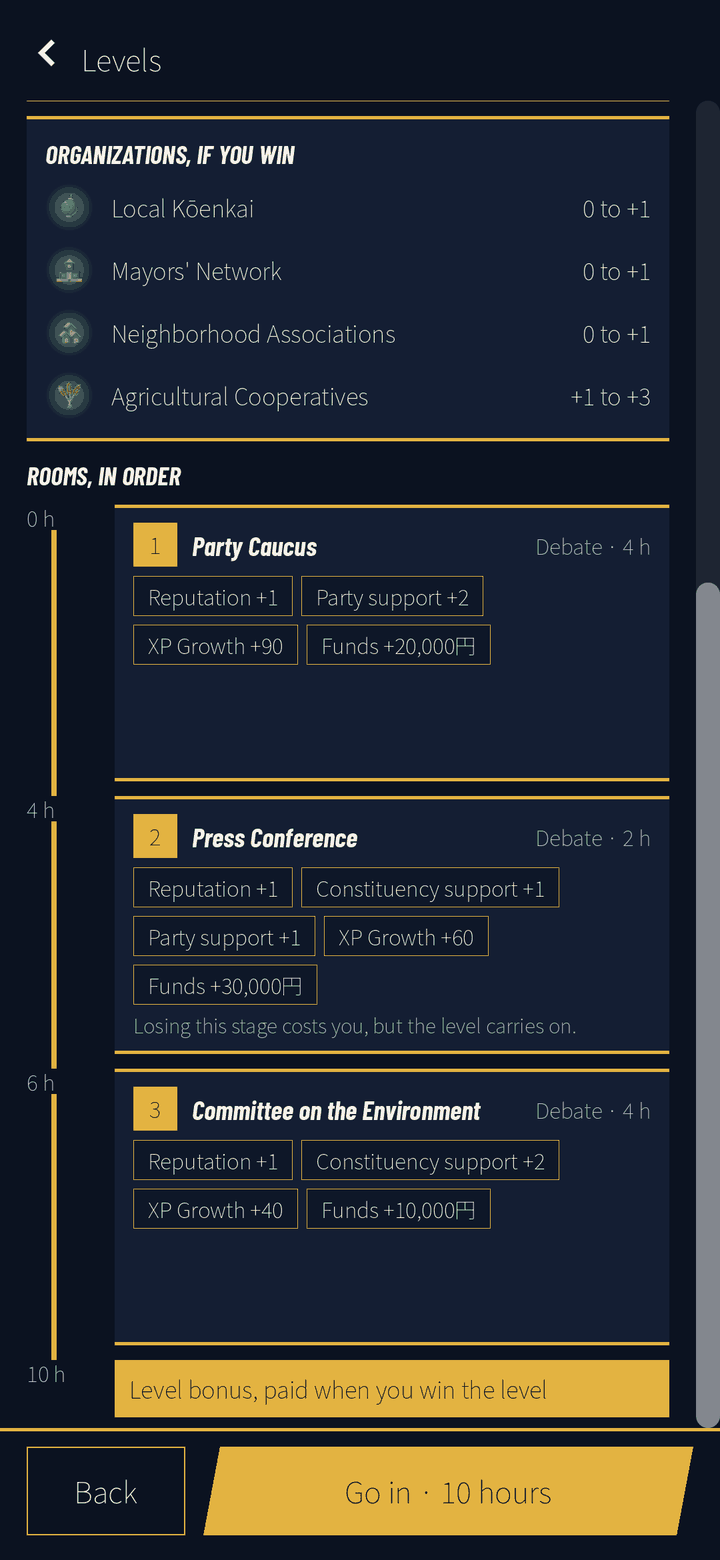 Levels
ORGANIZATIONS, IF YOU WIN
Local Kōenkai 0 to +1
Mayors' Network 0 to +1
Neighborhood Associations 0 to +1
Agricultural Cooperatives +1 to +3
ROOMS, IN ORDER
0 h
1 Party Caucus Debate · 4 h
Reputation +1 Party support +2
XP Growth +90 Funds +20,000円
4 h
2 Press Conference Debate · 2 h
Reputation +1 Constituency support +1
Party support +1 XP Growth +60
Funds +30,000円
Losing this stage costs you, but the level carries on.
6 h
3 Committee on the Environment Debate · 4 h
Reputation +1 Constituency support +2
XP Growth +40 Funds +10,000円
10 h
Level bonus, paid when you win the level
Back Go in · 10 hours